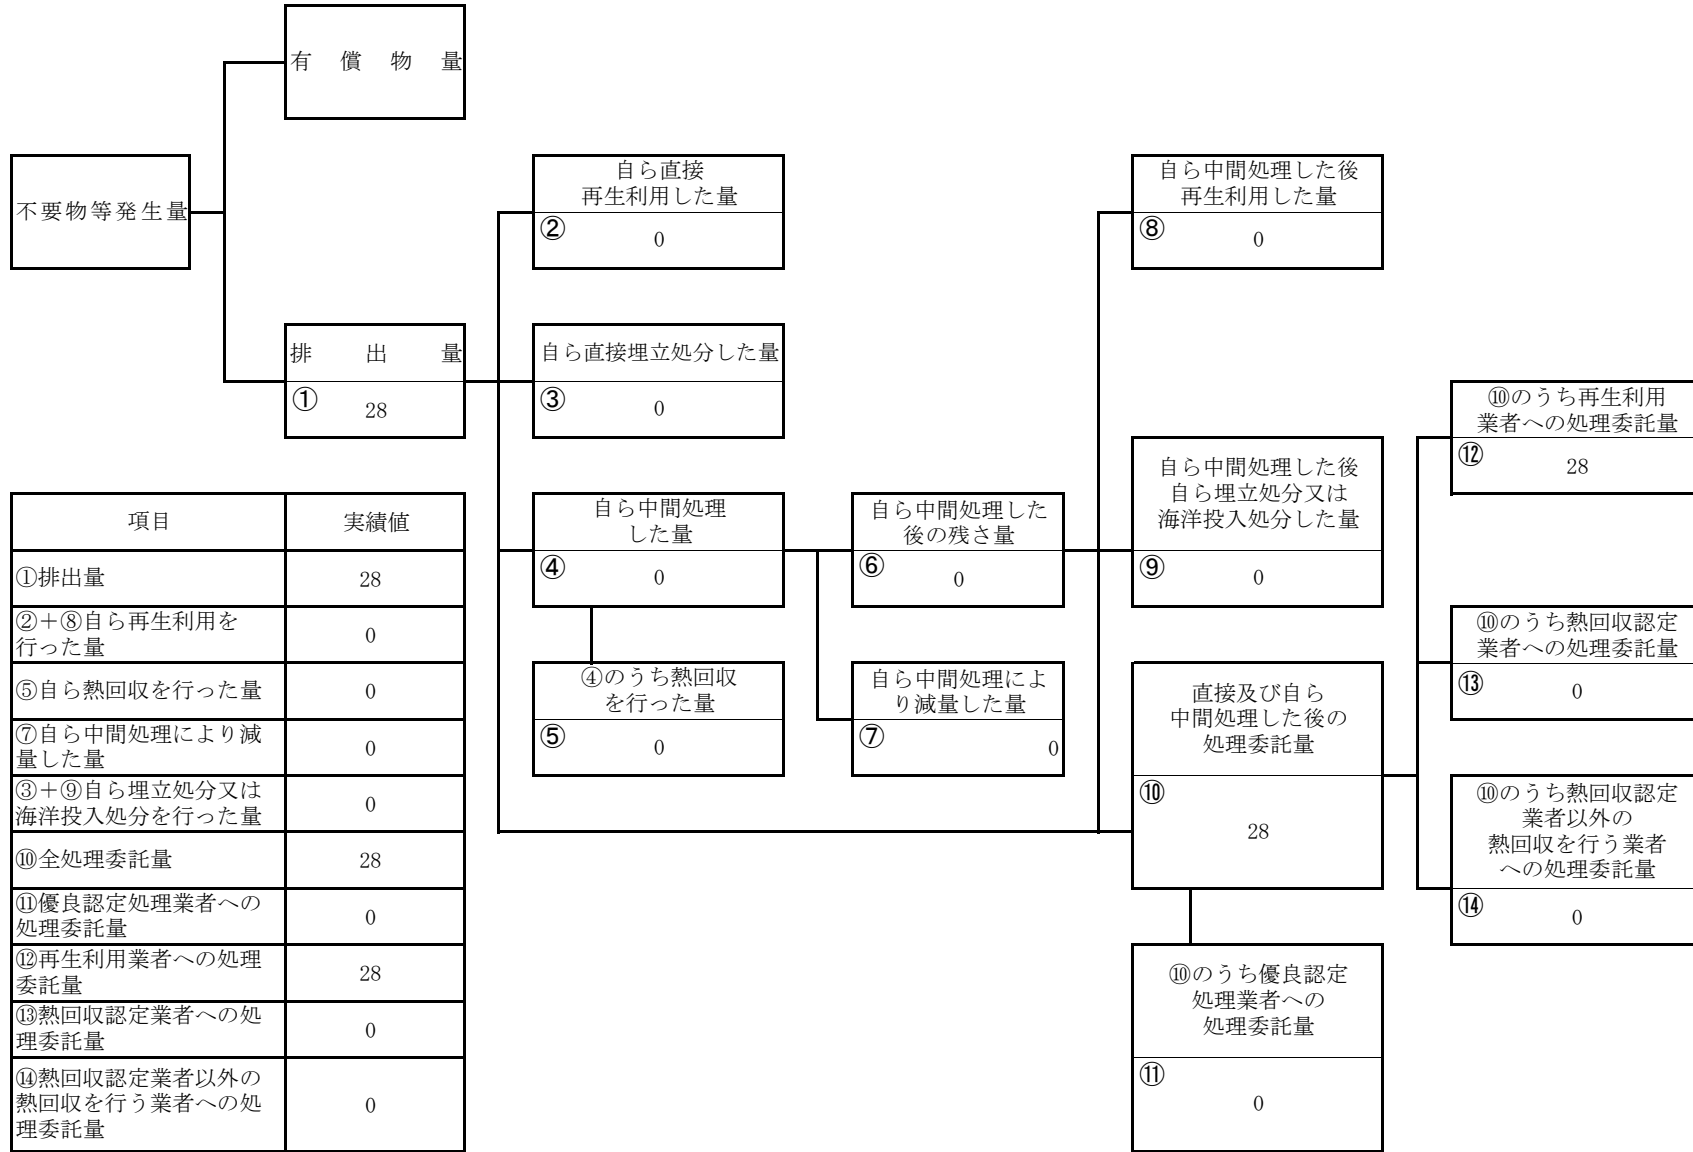 有償物量
不要物等発生量
自ら直接
再生利用した量
②
0
自ら中間処理した後
再生利用した量
⑧
0
排出量
①
28
自ら直接埋立処分した量
③
0
自ら中間処理
した量
④
0
自ら中間処理した
後の残さ量
⑥
0
自ら中間処理した後
自ら埋立処分又は
海洋投入処分した量
⑨
0
⑩のうち再生利用
業者への処理委託量
⑫
28
④のうち熱回収
を行った量
⑤
0
自ら中間処理によ
り減量した量
⑦
0
直接及び自ら
中間処理した後の
処理委託量
⑩
28
⑩のうち熱回収認定
業者への処理委託量
⑬
0
⑩のうち熱回収認定
業者以外の
熱回収を行う業者
への処理委託量
⑭
0
⑩のうち優良認定
処理業者への
処理委託量
⑪
0
項目 実績値
①排出量 28
②＋⑧自ら再生利用を
行った量 0
⑤自ら熱回収を行った量 0
⑦自ら中間処理により減
量した量 0
③＋⑨自ら埋立処分又は
海洋投入処分を行った量 0
⑩全処理委託量 28
⑪優良認定処理業者への
処理委託量 0
⑫再生利用業者への処理
委託量 28
⑬熱回収認定業者への処
理委託量 0
⑭熱回収認定業者以外の
熱回収を行う業者への処
理委託量 0